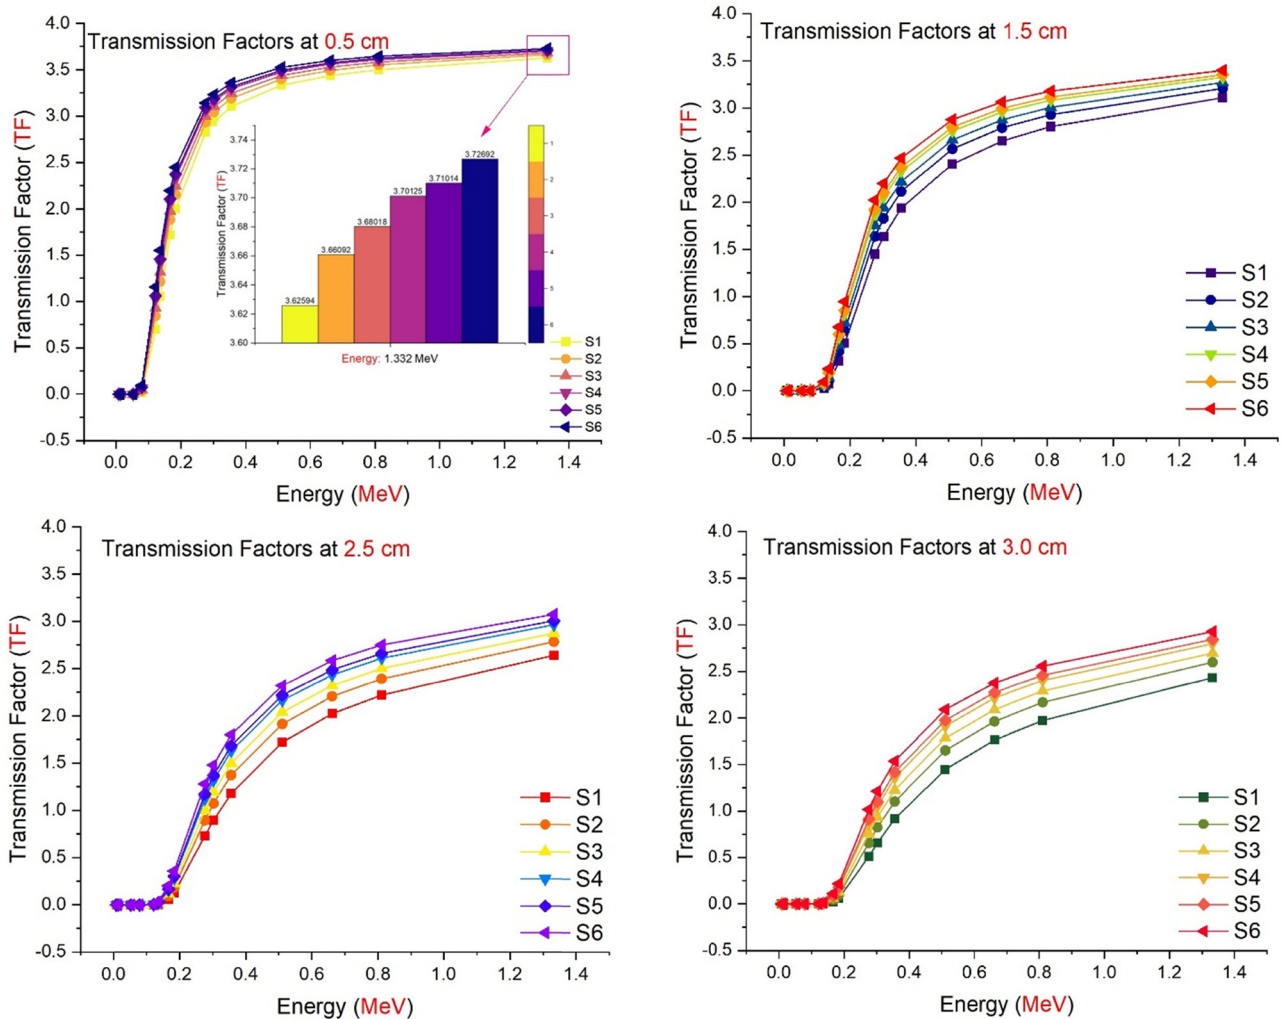 Transmission Factors at 0.5 cm
Transmission Factor (TF)
4.0
3.5
3.0
2.5
2.0
1.5
1.0
0.5
0.0
-0.5
0.0 0.2 0.4 0.6 0.8 1.0 1.2 1.4
Energy (MeV)
Transmission Factor (TF)
3.74
3.72
3.70
3.68
3.66
3.64
3.62
3.60
3.62594
3.66092
3.68018
3.70125
3.71014
3.72692
Energy: 1.332 MeV
1
2
3
4
5
6
S1
S2
S3
S4
S5
S6
Transmission Factors at 1.5 cm
Transmission Factor (TF)
4.0
3.5
3.0
2.5
2.0
1.5
1.0
0.5
0.0
-0.5
0.0 0.2 0.4 0.6 0.8 1.0 1.2 1.4
Energy (MeV)
S1
S2
S3
S4
S5
S6
Transmission Factors at 2.5 cm
Transmission Factor (TF)
4.0
3.5
3.0
2.5
2.0
1.5
1.0
0.5
0.0
-0.5
0.0 0.2 0.4 0.6 0.8 1.0 1.2 1.4
Energy (MeV)
S1
S2
S3
S4
S5
S6
Transmission Factors at 3.0 cm
Transmission Factor (TF)
4.0
3.5
3.0
2.5
2.0
1.5
1.0
0.5
0.0
-0.5
0.0 0.2 0.4 0.6 0.8 1.0 1.2 1.4
Energy (MeV)
S1
S2
S3
S4
S5
S6